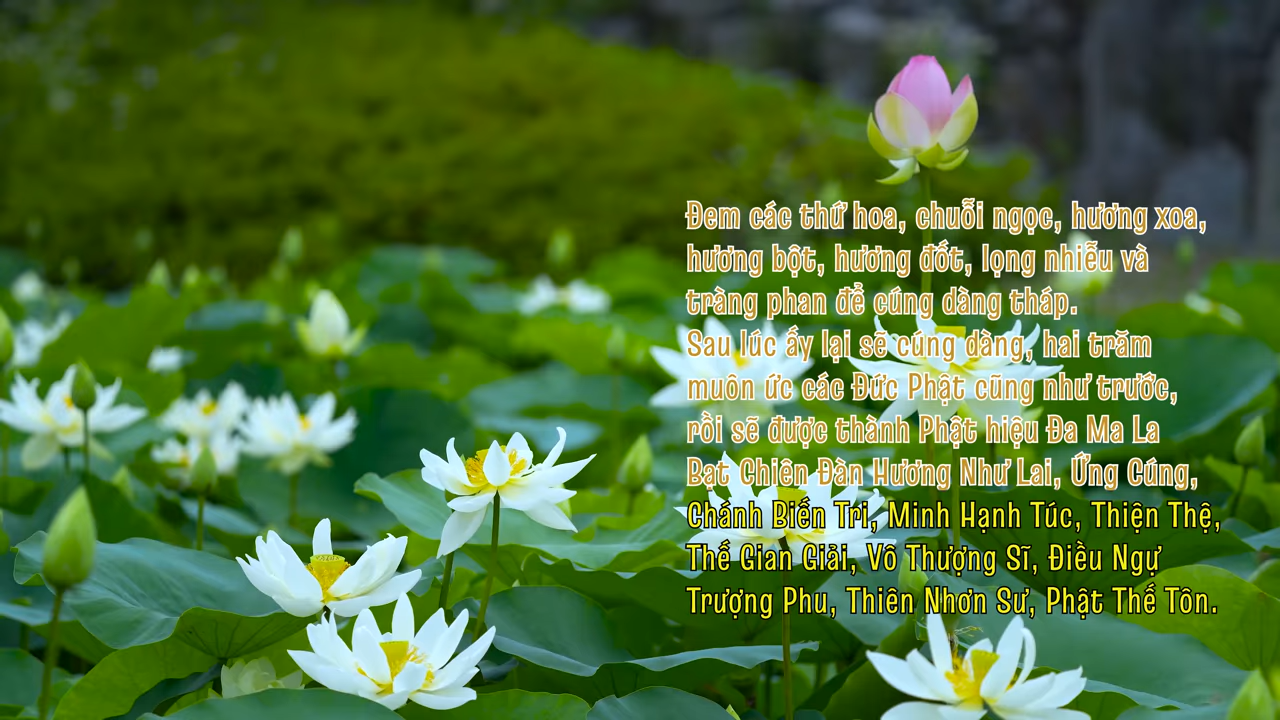 Đem các thứ hoa, chuỗi ngọc, hương xoa,
hương bột, hương đốt, lọng nhiễu và
tràng phan để cúng dàng tháp.
Sau lúc ấy lại sẽ cúng dàng, hai trăm
muôn ức các Đức Phật cũng như trước,
rồi sẽ được thành Phật hiệu Đa Ma La
Bạt Chiên Đàn Hương Như Lai, Ứng Cúng,
Chánh Biến Tri, Minh Hạnh Túc, Thiện Thệ,
Thế Gian Giải, Vô Thượng Sĩ, Điều Ngự
Trượng Phu, Thiên Nhơn Sư, Phật Thế Tôn.